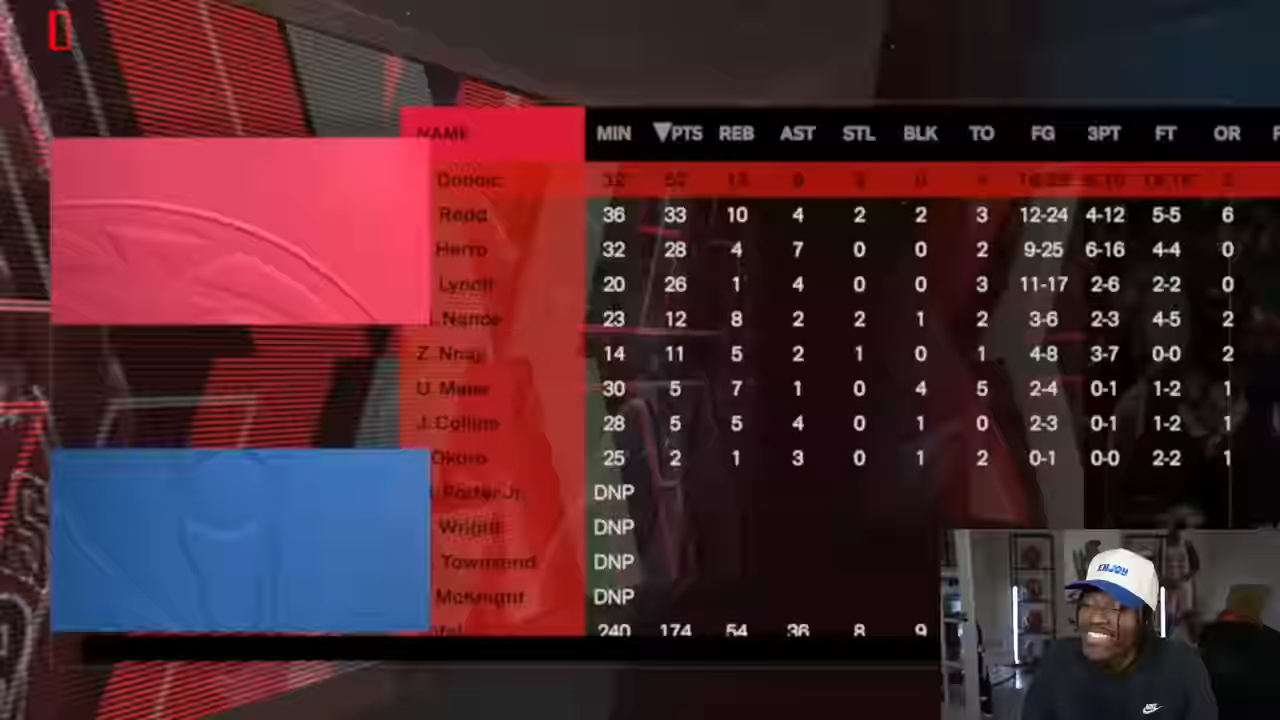 NAME MIN ▼PTS REB AST STL BLK TO FG 3PT FT OR
32
Redd 36 33 10 4 2 2 3 12-24 4-12 5-5 6
Herro 32 28 4 7 0 0 2 9-25 6-16 4-4 0
20 26 1 4 0 0 3 11-17 2-6 2-2 0
Nance 23 12 8 2 2 1 2 3-6 2-3 4-5 2
Z. Nnaji 14 11 5 2 1 0 1 4-8 3-7 0-0 2
30 5 7 1 0 4 5 2-4 0-1 1-2 1
J. Collins 28 5 5 4 0 1 0 2-3 0-1 1-2 1
Okoro 25 2 1 3 0 1 2 0-1 0-0 2-2 1
Porter Jr. DNP
Wright DNP
Townsend DNP
McKnight DNP
240 174 54 36 8 9
ENJOY